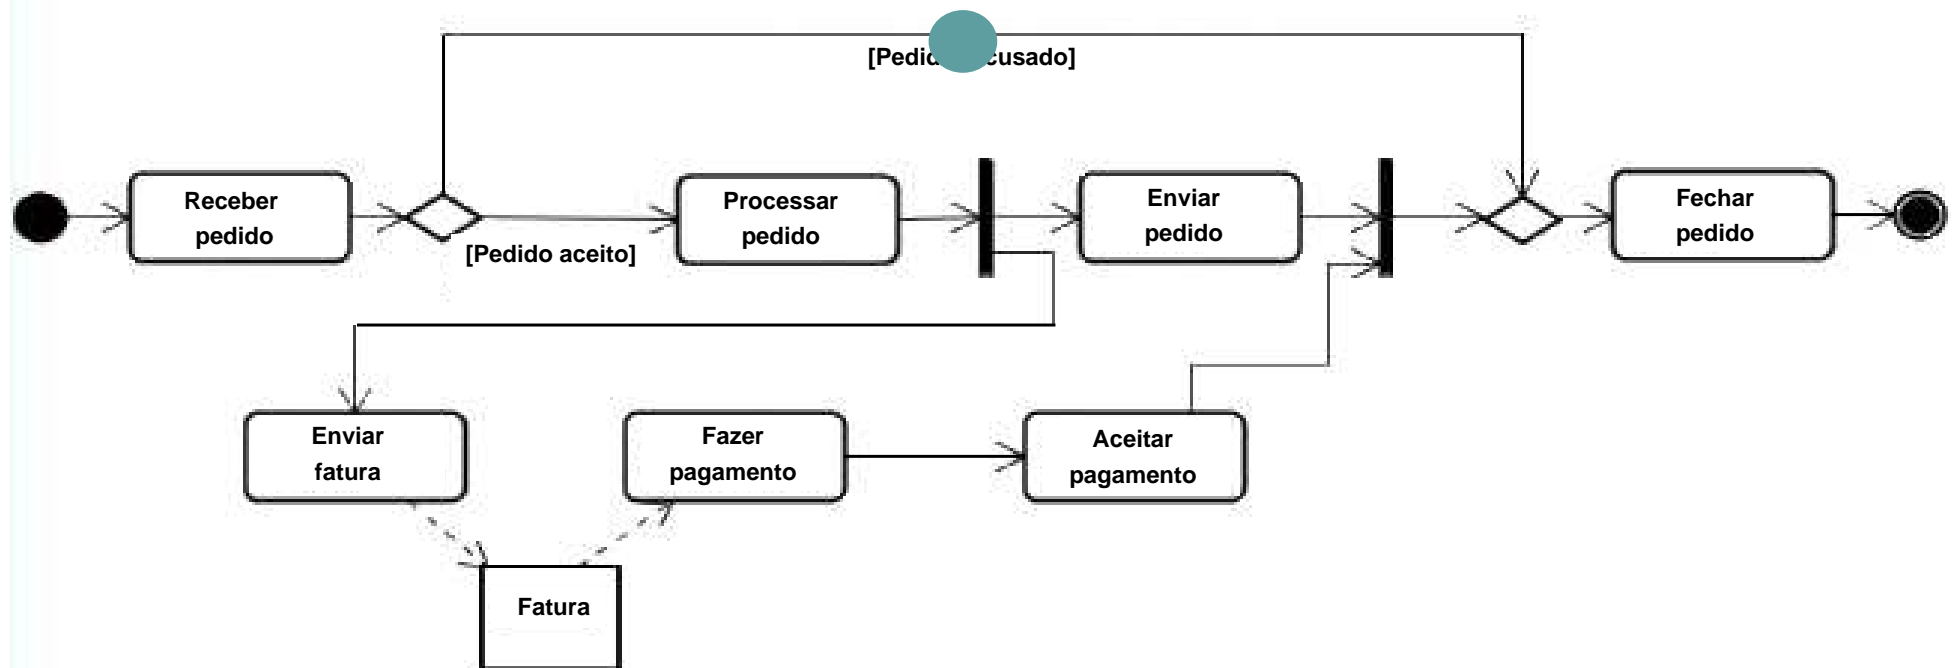 [Pedid cusado]
Receber
pedido
[Pedido aceito]
Processar
pedido
Enviar
pedido
Fechar
pedido
Enviar
fatura
Fazer
pagamento
Aceitar
pagamento
Fatura